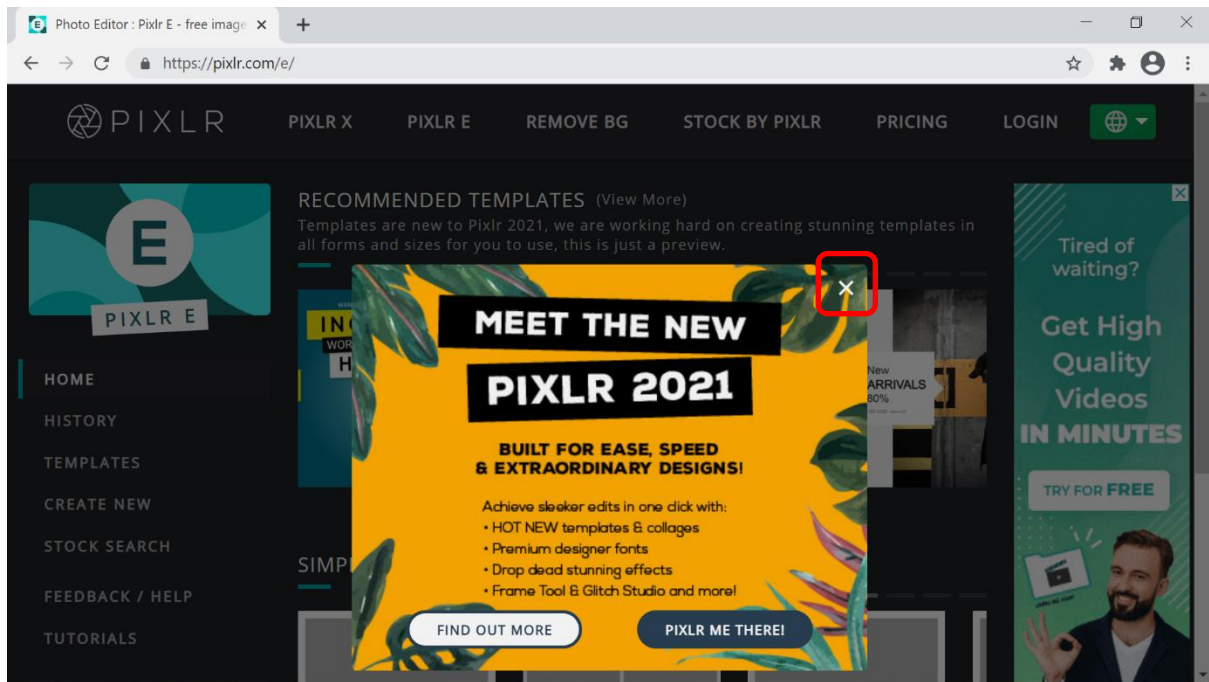 Photo Editor : Pixlr E - free image
https://pixlr.com/e/
PIXLR
PIXLR X
PIXLR E
REMOVE BG
STOCK BY PIXLR
PRICING
LOGIN
E
PIXLR E
HOME
HISTORY
TEMPLATES
CREATE NEW
STOCK SEARCH
FEEDBACK / HELP
TUTORIALS
RECOMMENDED TEMPLATES (View More)
Templates are new to Pixlr 2021, we are working hard on creating stunning templates in
all forms and sizes for you to use, this is just a preview.
MEET THE NEW
PIXLR 2021
BUILT FOR EASE, SPEED
& EXTRAORDINARY DESIGNS!
Achieve sleeker edits in one click with:
• HOT NEW templates & collages
• Premium designer fonts
• Drop dead stunning effects
• Frame Tool & Glitch Studio and more!
FIND OUT MORE
PIXLR ME THERE!
New
ARRIVALS
80%
SIMP
Tired of
waiting?
Get High
Quality
Videos
IN MINUTES
TRY FOR FREE